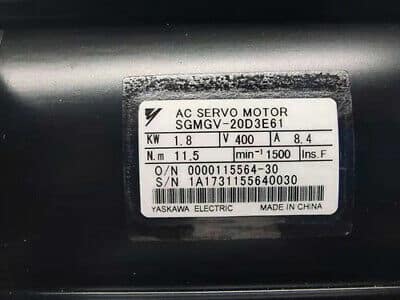 AC SERVO MOTOR
SGMGV-20D3E61
KW 1.8 V 400 A 8.4
N.m 11.5 min⁻¹ 1500 Ins.F
O/N 0000115564-30
S/N 1A1731155640030
YASKAWA ELECTRIC MADE IN CHINA